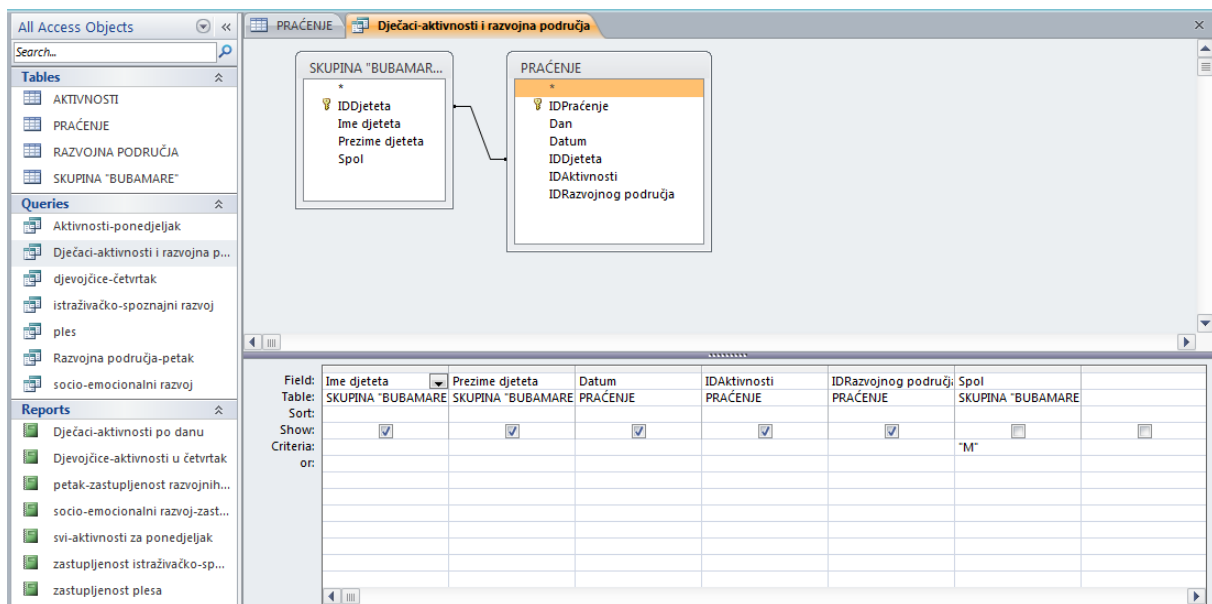 All Access Objects
Search...
Tables
AKTIVNOSTI
PRAĆENJE
RAZVOJNA PODRUČJA
SKUPINA "BUBAMARE"
Queries
Aktivnosti-ponedjeljak
Dječaci-aktivnosti i razvojna p...
djevojčice-četvrtak
istraživačko-spoznajni razvoj
ples
Razvojna područja-petak
socio-emocionalni razvoj
Reports
Dječaci-aktivnosti po danu
Djevojčice-aktivnosti u četvrtak
petak-zastupljenost razvojnih...
socio-emocionalni razvoj-zast...
svi-aktivnosti za ponedjeljak
zastupljenost istraživačko-sp...
zastupljenost plesa
PRAĆENJE
Dječaci-aktivnosti i razvojna područja
SKUPINA "BUBAMAR...
*
IDDjeteta
Ime djeteta
Prezime djeteta
Spol
PRAĆENJE
*
IDPraćenje
Dan
Datum
IDDjeteta
IDAktivnosti
IDRazvojnog područja
Field: Ime djeteta Prezime djeteta Datum IDAktivnosti IDRazvojnog područj Spol
Table: SKUPINA "BUBAMARE SKUPINA "BUBAMARE PRAĆENJE PRAĆENJE PRAĆENJE SKUPINA "BUBAMARE
Sort:
Show:
Criteria: "M"
or: